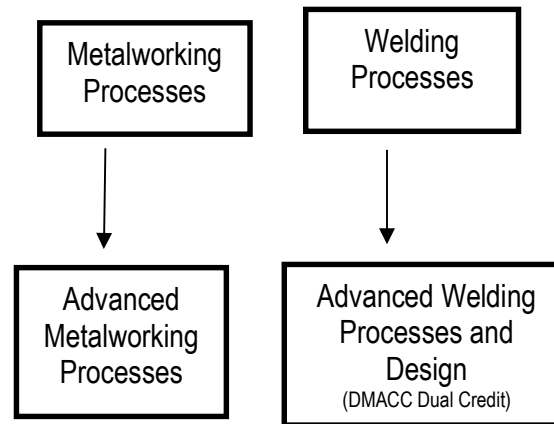 Metalworking
Processes
Welding
Processes
Advanced
Metalworking
Processes
Advanced Welding
Processes and
Design
(DMACC Dual Credit)